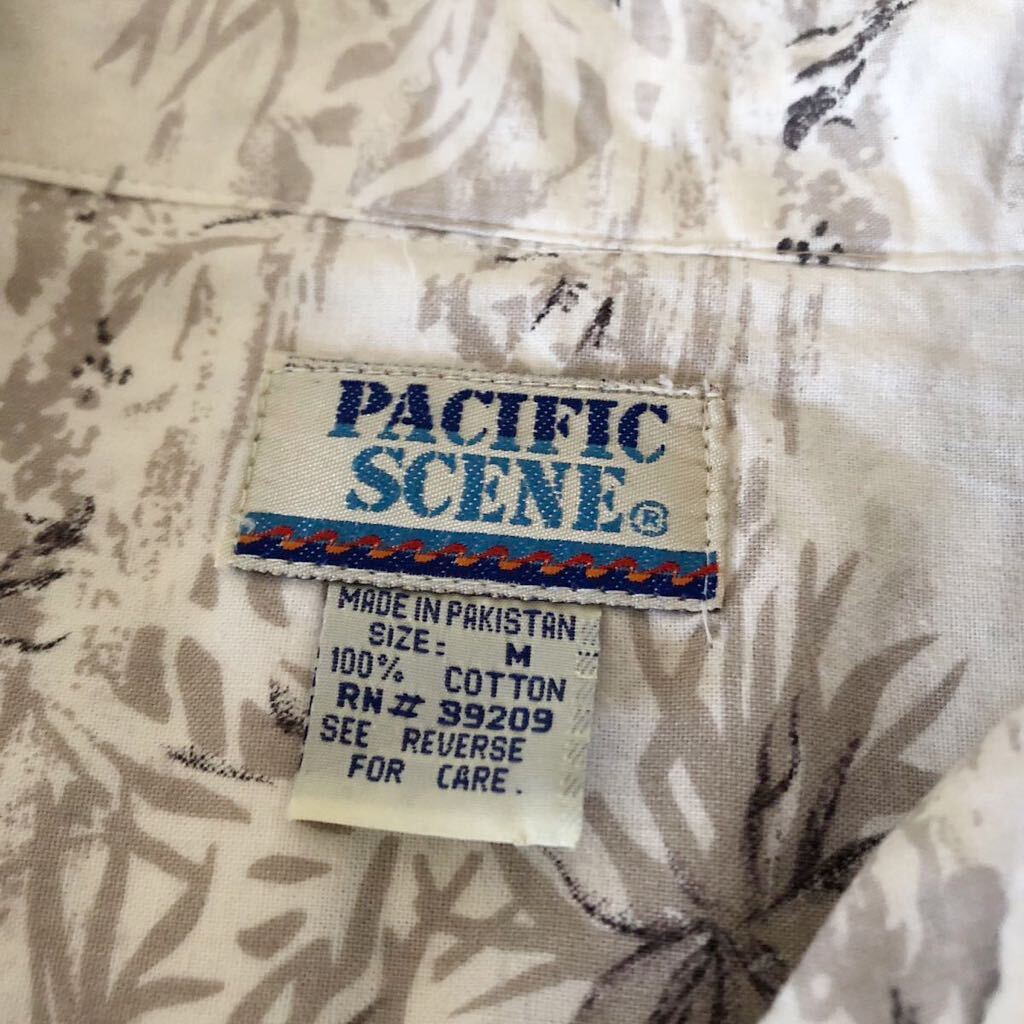 PACIFIC
SCENE®
MADE IN PAKISTAN
SIZE: M
100% COTTON
RN# 39209
SEE REVERSE
FOR CARE.